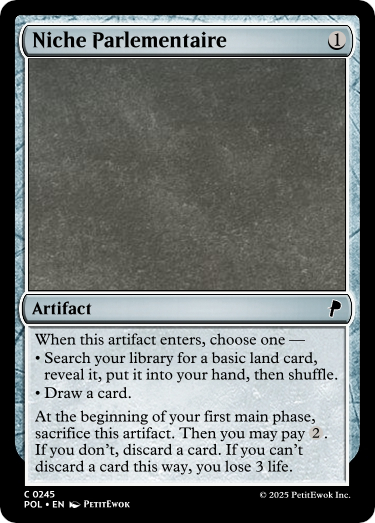 Niche Parlementaire 1
Artifact
When this artifact enters, choose one —
• Search your library for a basic land card,
reveal it, put it into your hand, then shuffle.
• Draw a card.
At the beginning of your first main phase,
sacrifice this artifact. Then you may pay 2.
If you don't, discard a card. If you can't
discard a card this way, you lose 3 life.
C 0245
POL • EN PetitEwok
© 2025 PetitEwok Inc.